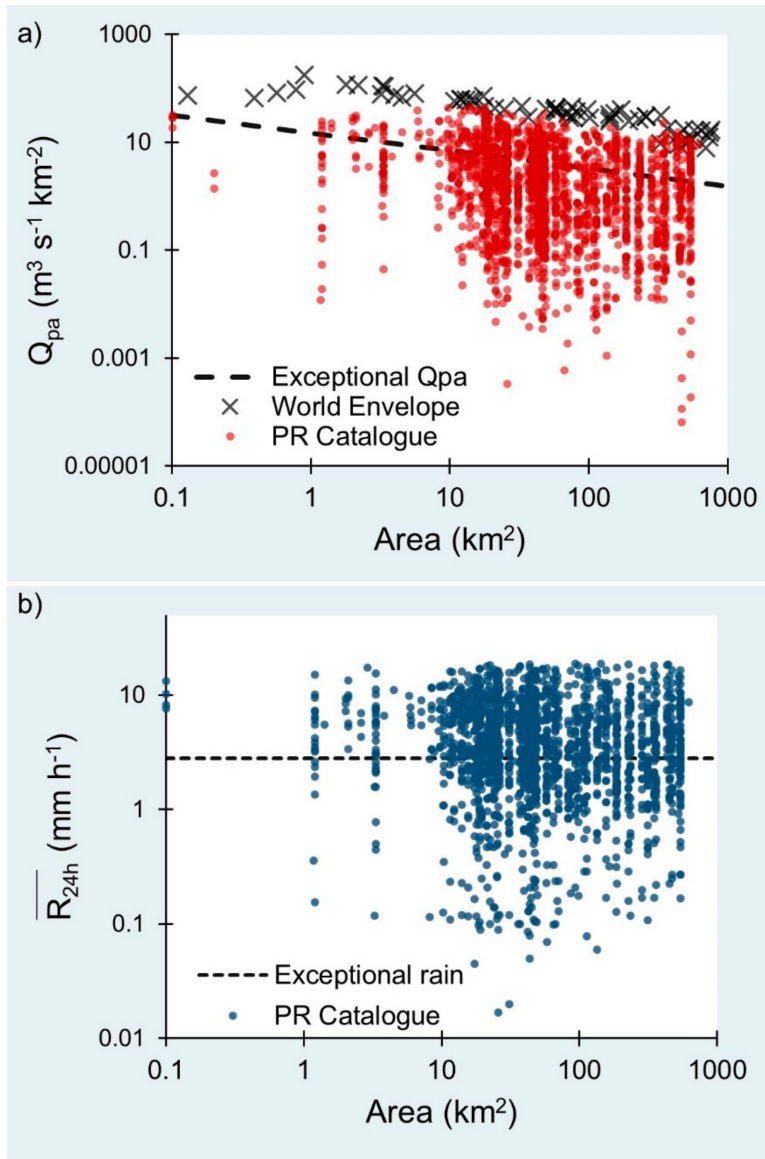 a)
1000
10
0.1
0.001
0.00001
Qpa (m³ s⁻¹ km⁻²)
Exceptional Qpa
World Envelope
PR Catalogue
0.1 1 10 100 1000
Area (km²)
b)
10
1
0.1
0.01
R24h (mm h⁻¹)
Exceptional rain
PR Catalogue
0.1 1 10 100 1000
Area (km²)